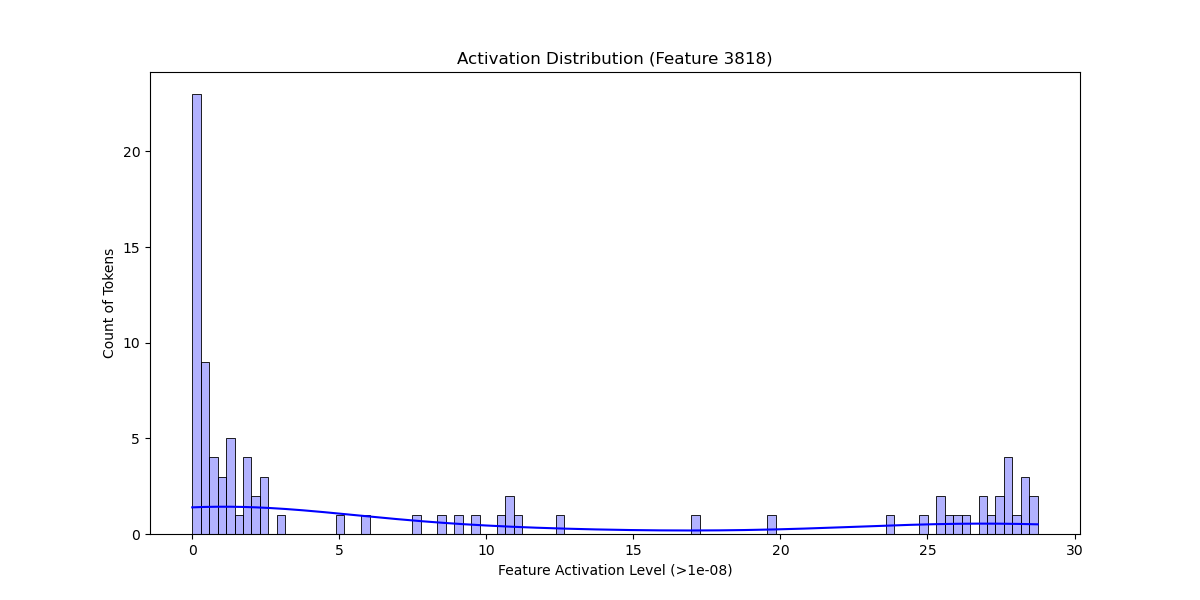 Activation Distribution (Feature 3818)
Count of Tokens
20
15
10
5
0
0 5 10 15 20 25 30
Feature Activation Level (>1e-08)